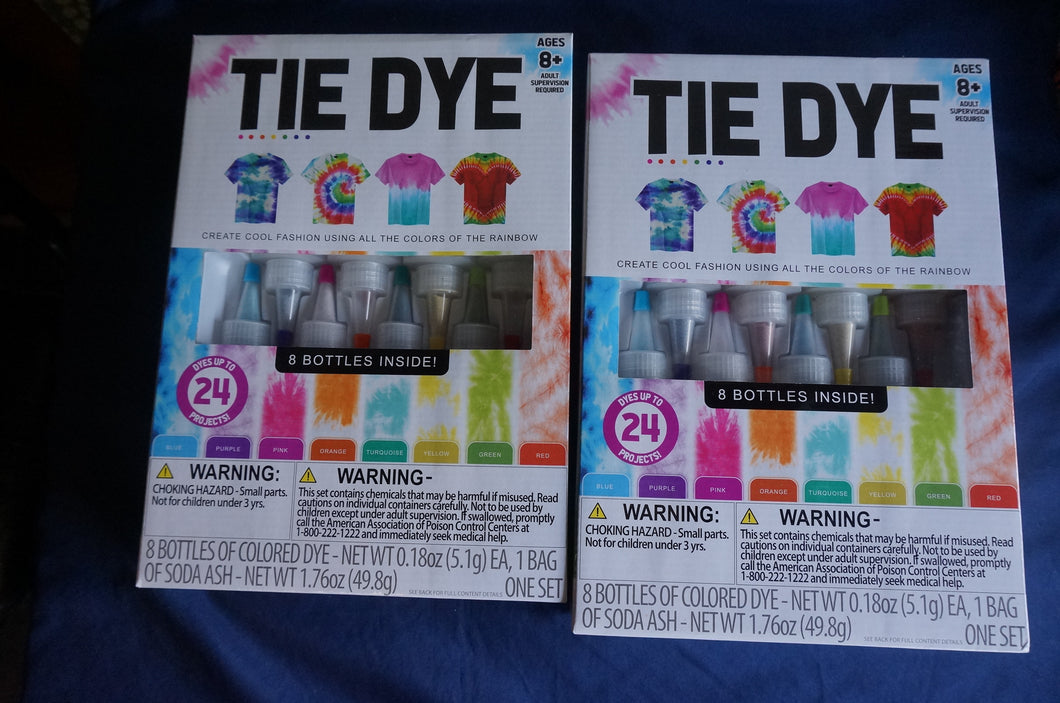 TIE DYE
AGES
8+
ADULT
SUPERVISION
REQUIRED
CREATE COOL FASHION USING ALL THE COLORS OF THE RAINBOW
8 BOTTLES INSIDE!
DYES UP TO
24
PROJECTS!
BLUE
PURPLE
PINK
ORANGE
TURQUOISE
YELLOW
GREEN
RED
WARNING:
CHOKING HAZARD - Small parts.
Not for children under 3 yrs.
WARNING-
This set contains chemicals that may be harmful if misused. Read
cautions on individual containers carefully. Not to be used by
children except under adult supervision. If swallowed, promptly
call the American Association of Poison Control Centers at
1-800-222-1222 and immediately seek medical help.
8 BOTTLES OF COLORED DYE - NET WT 0.18oz (5.1g) EA, 1 BAG
OF SODA ASH - NET WT 1.76oz (49.8g)
SEE BACK FOR FULL CONTENT DETAILS
ONE SET
TIE DYE
AGES
8+
ADULT
SUPERVISION
REQUIRED
CREATE COOL FASHION USING ALL THE COLORS OF THE RAINBOW
8 BOTTLES INSIDE!
DYES UP TO
24
PROJECTS!
BLUE
PURPLE
PINK
ORANGE
TURQUOISE
YELLOW
GREEN
RED
WARNING:
CHOKING HAZARD - Small parts.
Not for children under 3 yrs.
WARNING-
This set contains chemicals that may be harmful if misused. Read
cautions on individual containers carefully. Not to be used by
children except under adult supervision. If swallowed, promptly
call the American Association of Poison Control Centers at
1-800-222-1222 and immediately seek medical help.
8 BOTTLES OF COLORED DYE - NET WT 0.18oz (5.1g) EA, 1 BAG
OF SODA ASH - NET WT 1.76oz (49.8g)
SEE BACK FOR FULL CONTENT DETAILS
ONE SET